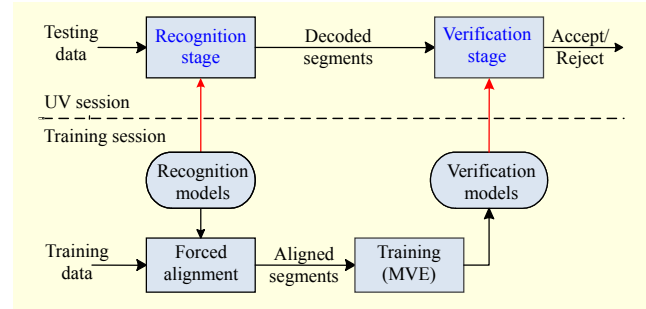 Testing
data
Recognition
stage
Decoded
segments
Verification
stage
Accept/
Reject
UV session
Training session
Recognition
models
Verification
models
Training
data
Forced
alignment
Aligned
segments
Training
(MVE)